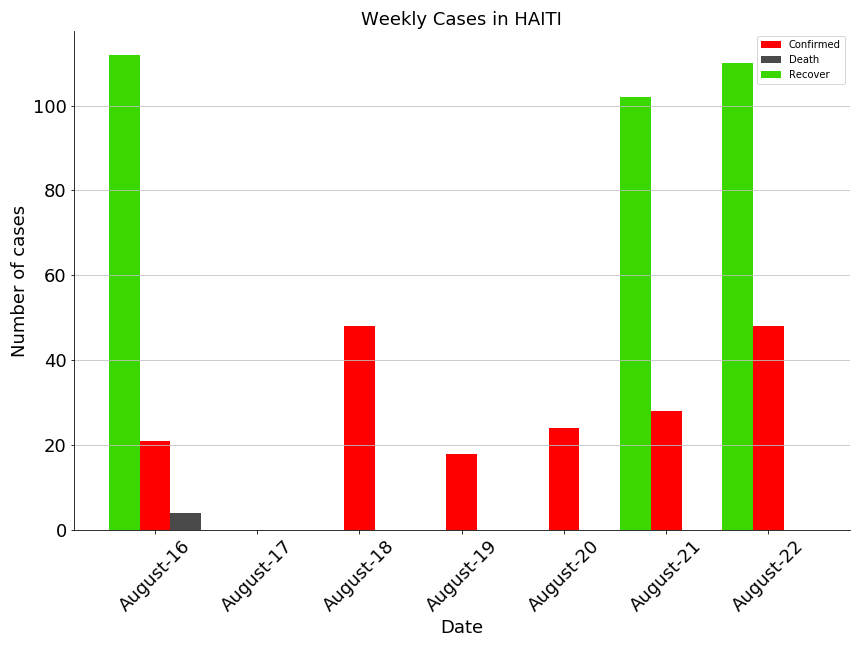 Weekly Cases in HAITI
Confirmed
Death
Recover
Number of cases
100
80
60
40
20
0
August-16
August-17
August-18
August-19
August-20
August-21
August-22
Date